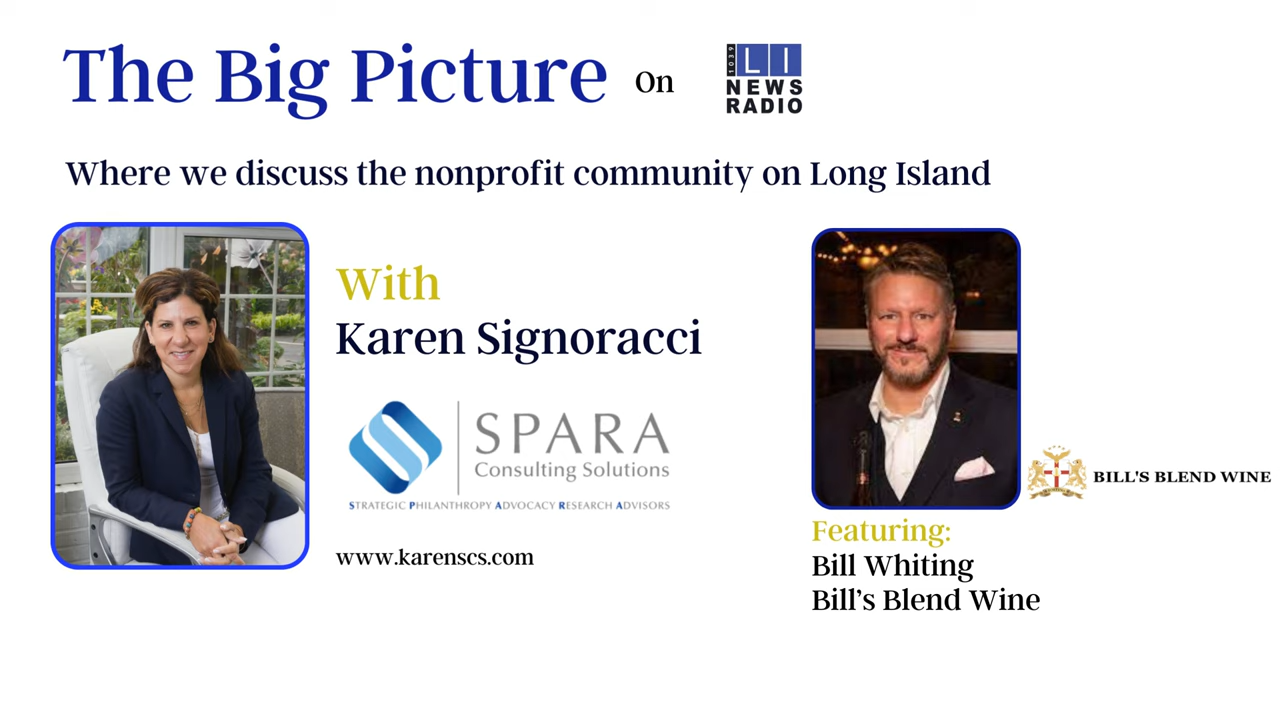 The Big Picture On
103.9
LI
NEWS
RADIO
Where we discuss the nonprofit community on Long Island
With
Karen Signoracci
SPARA
Consulting Solutions
STRATEGIC PHILANTHROPY ADVOCACY RESEARCH ADVISORS
www.karenscs.com
BILL'S BLEND WINE
Featuring:
Bill Whiting
Bill’s Blend Wine